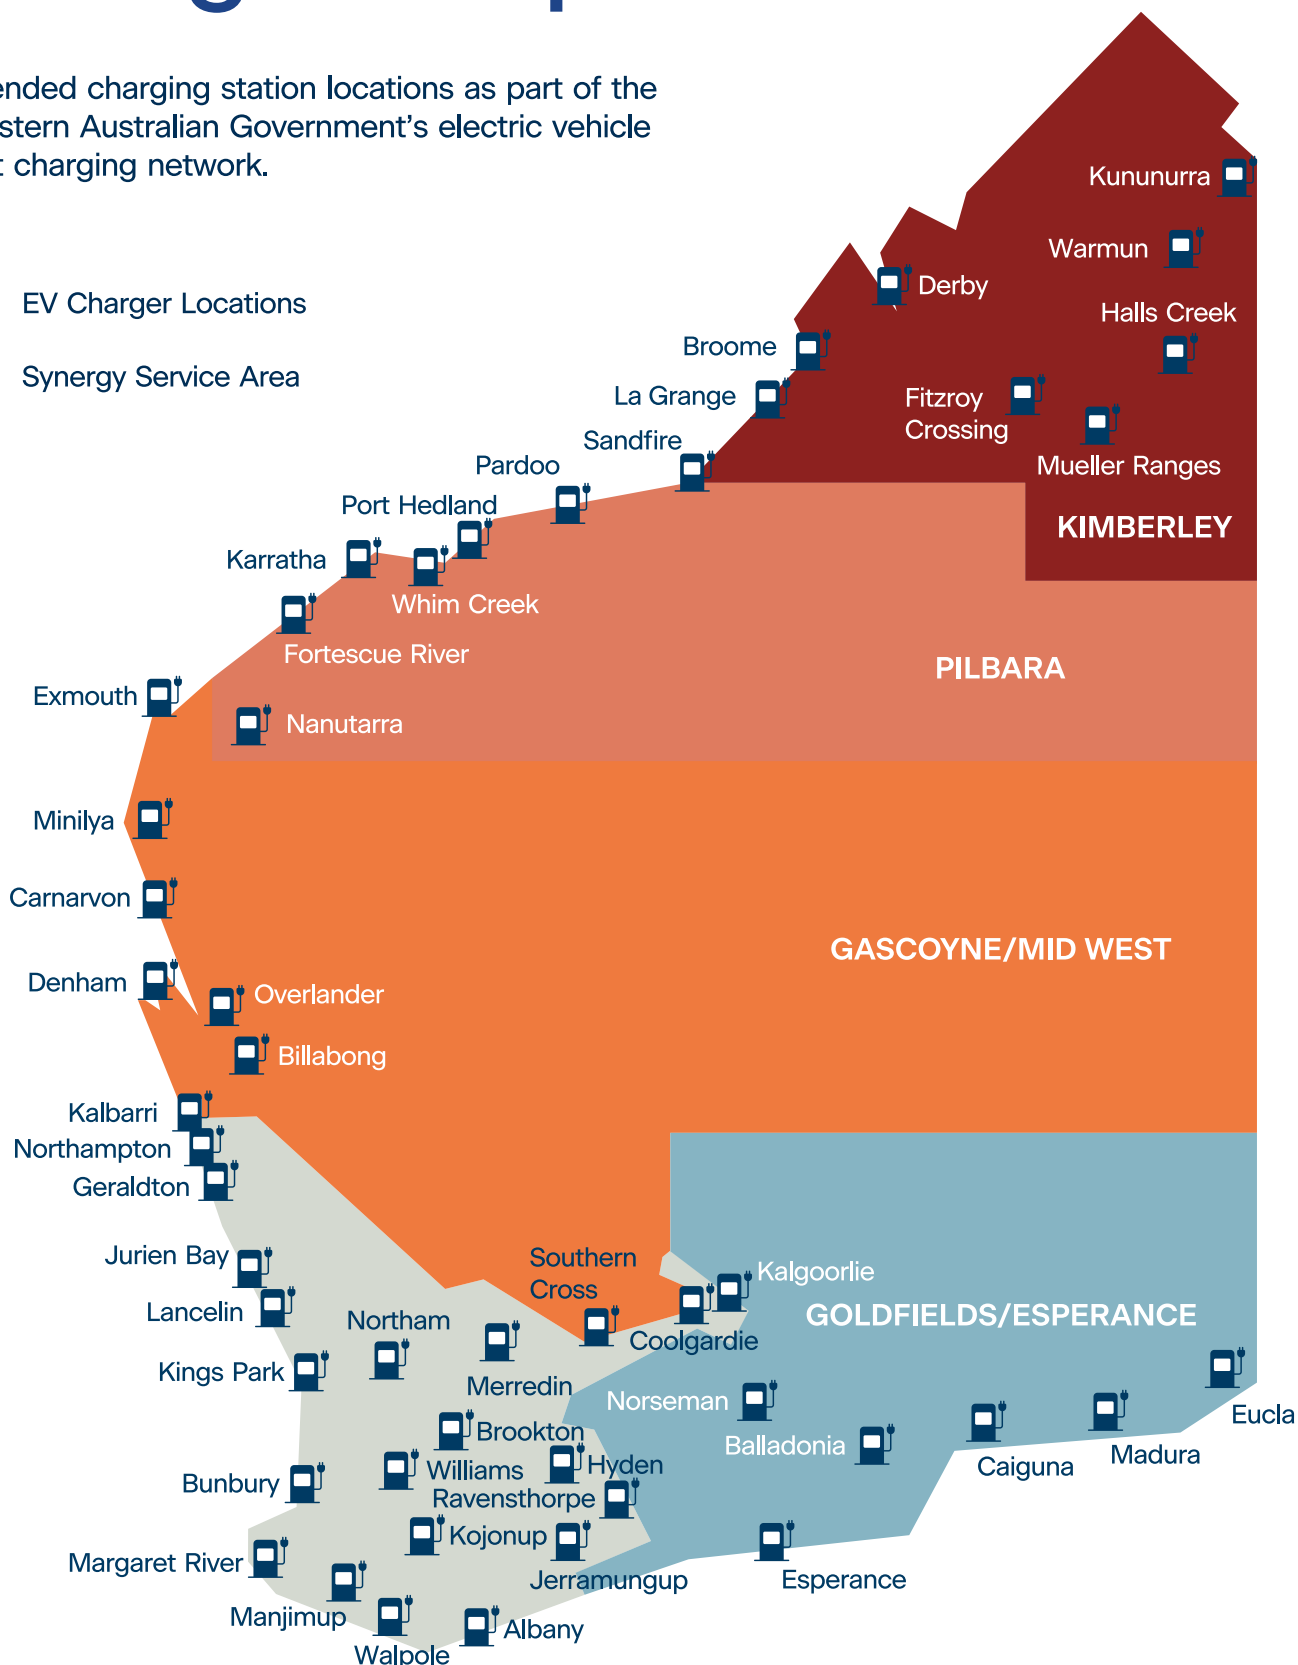 ended charging station locations as part of the
stern Australian Government's electric vehicle
t charging network.
EV Charger Locations
Synergy Service Area
Kununurra
Warmun
Derby
Halls Creek
Broome
La Grange
Fitzroy
Crossing
Sandfire
Mueller Ranges
Pardoo
Port Hedland
KIMBERLEY
Karratha
Whim Creek
Fortescue River
PILBARA
Exmouth
Nanutarra
Minilya
Carnarvon
GASCOYNE/MID WEST
Denham
Overlander
Billabong
Kalbarri
Northampton
Geraldton
Jurien Bay
Southern
Cross
Kalgoorlie
Lancelin
Northam
GOLDFIELDS/ESPERANCE
Coolgardie
Kings Park
Merredin
Norseman
Eucla
Brookton
Balladonia
Madura
Caiguna
Hyden
Williams
Bunbury
Ravensthorpe
Kojonup
Margaret River
Jerramungup
Esperance
Manjimup
Albany
Walpole